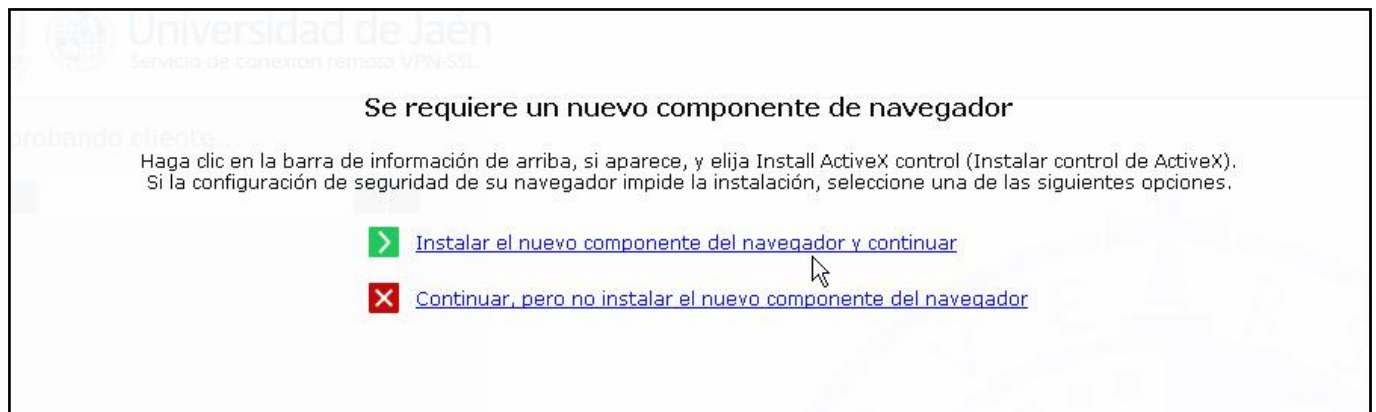 Universidad de Jaén
Servicio de conexión remota VPN-SSL
Se requiere un nuevo componente de navegador
probando cliente...
Haga clic en la barra de información de arriba, si aparece, y elija Install ActiveX control (Instalar control de ActiveX).
Si la configuración de seguridad de su navegador impide la instalación, seleccione una de las siguientes opciones.
Instalar el nuevo componente del navegador y continuar
Continuar, pero no instalar el nuevo componente del navegador
V E R S